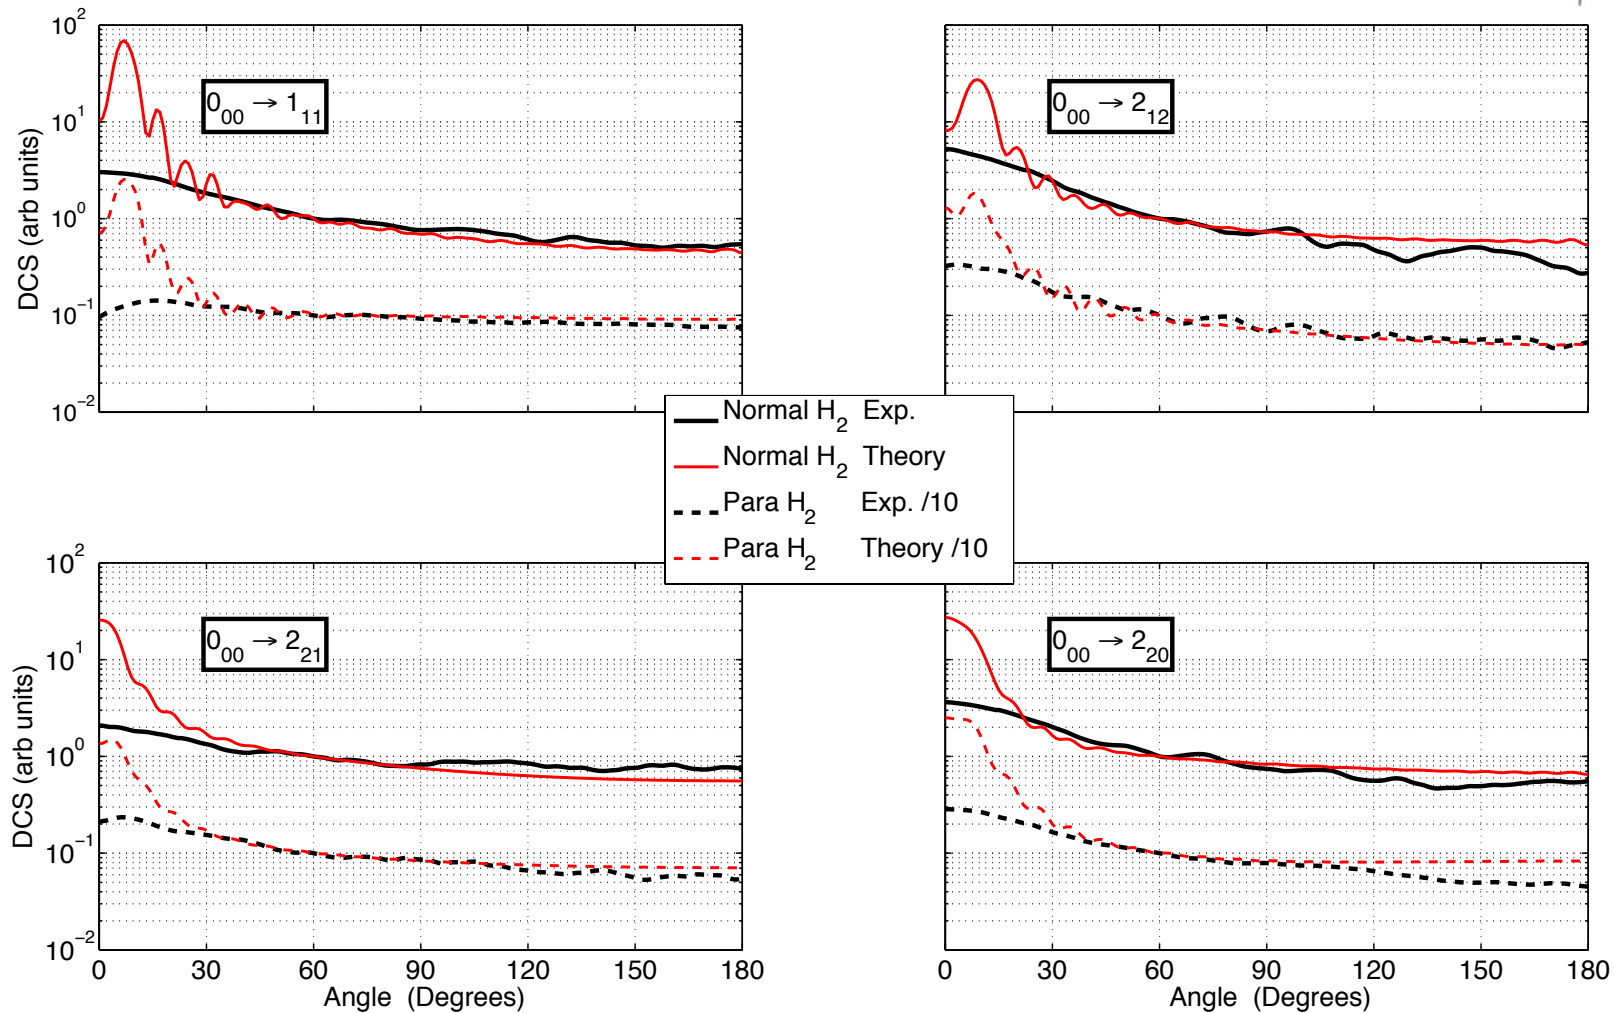 10^2
10^1
10^0
10^-1
10^-2
DCS (arb units)
0_00 → 1_11
0_00 → 2_12
Normal H_2 Exp.
Normal H_2 Theory
Para H_2 Exp. /10
Para H_2 Theory /10
10^2
10^1
10^0
10^-1
10^-2
DCS (arb units)
0_00 → 2_21
0_00 → 2_20
0 30 60 90 120 150 180
Angle (Degrees)
0 30 60 90 120 150 180
Angle (Degrees)